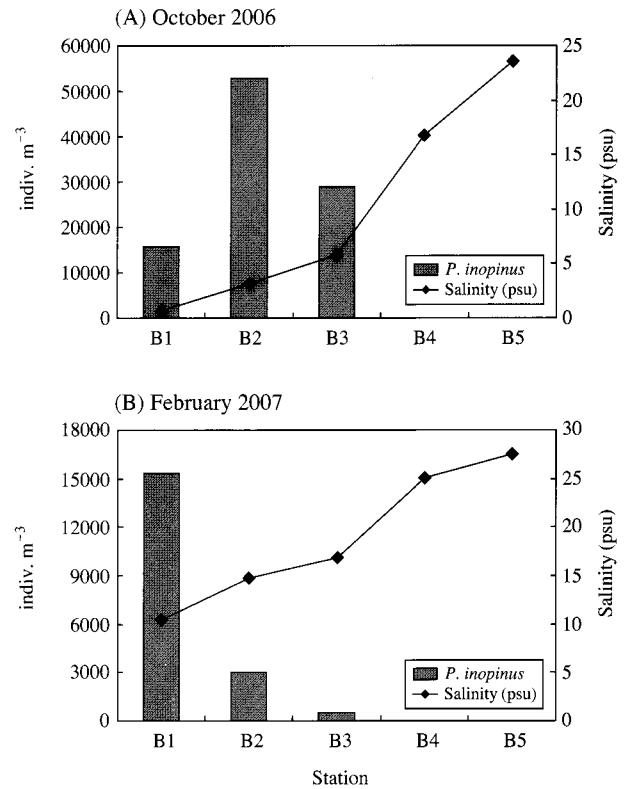 (A) October 2006
60000
50000
40000
30000
20000
10000
0
indiv. m⁻³
25
20
15
10
5
0
Salinity (psu)
P. inopinus
Salinity (psu)
B1 B2 B3 B4 B5
(B) February 2007
18000
15000
12000
9000
6000
3000
0
indiv. m⁻³
30
25
20
15
10
5
0
Salinity (psu)
P. inopinus
Salinity (psu)
B1 B2 B3 B4 B5
Station